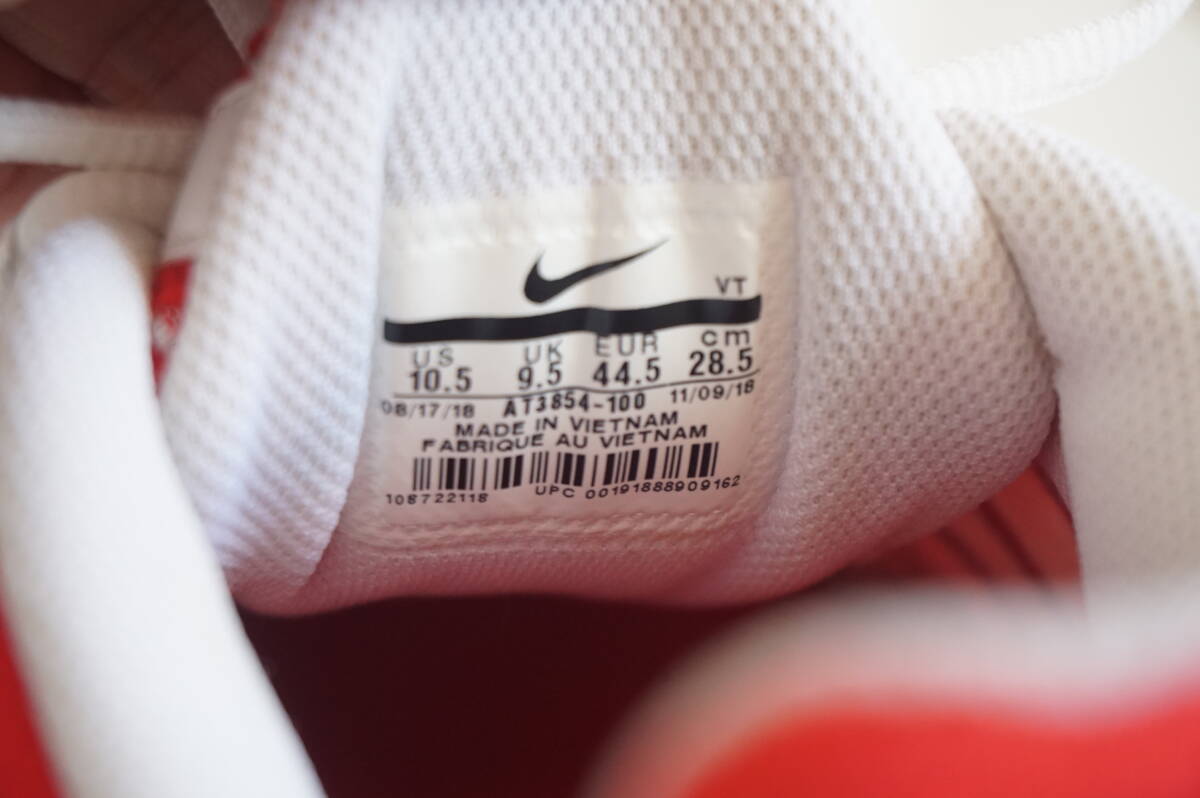 VT
US UK EUR cm
10.5 9.5 44.5 28.5
08/17/18 AT3854-100 11/09/18
MADE IN VIETNAM
FABRIQUE AU VIETNAM
108722118 UPC 00191888909162